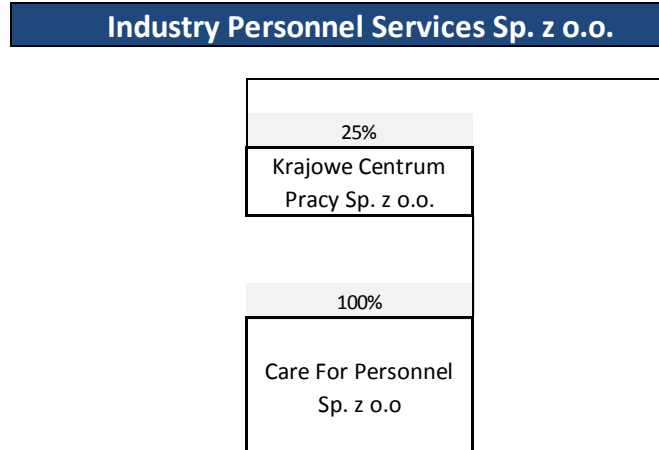 Industry Personnel Services Sp. z o.o.
25%
Krajowe Centrum
Pracy Sp. z o.o.
100%
Care For Personnel
Sp. z o.o